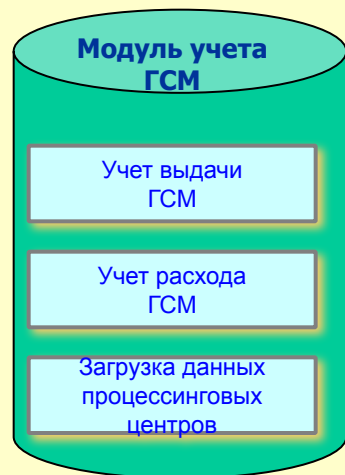 Модуль учета
ГСМ
Учет выдачи
ГСМ
Учет расхода
ГСМ
Загрузка данных
процессинговых
центров